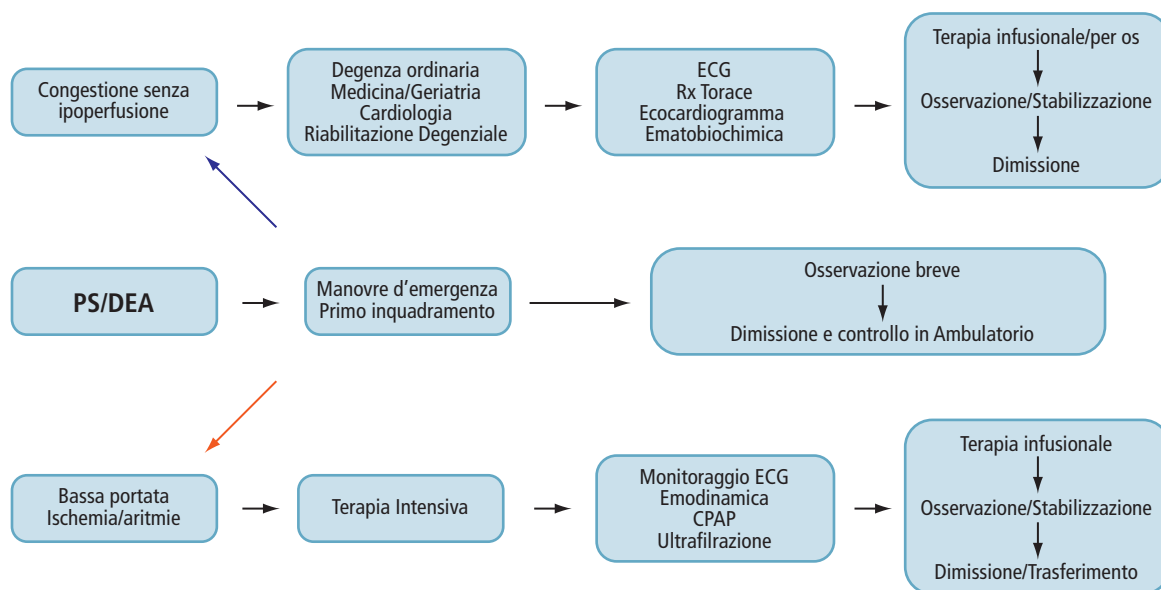 Congestione senza
ipoperfusione
Degenza ordinaria
Medicina/Geriatria
Cardiologia
Riabilitazione Degenziale
ECG
Rx Torace
Ecocardiogramma
Ematobiochimica
Terapia infusionale/per os
Osservazione/Stabilizzazione
Dimissione
PS/DEA
Manovre d'emergenza
Primo inquadramento
Osservazione breve
Dimissione e controllo in Ambulatorio
Bassa portata
Ischemia/aritmie
Terapia Intensiva
Monitoraggio ECG
Emodinamica
CPAP
Ultrafilrazione
Terapia infusionale
Osservazione/Stabilizzazione
Dimissione/Trasferimento